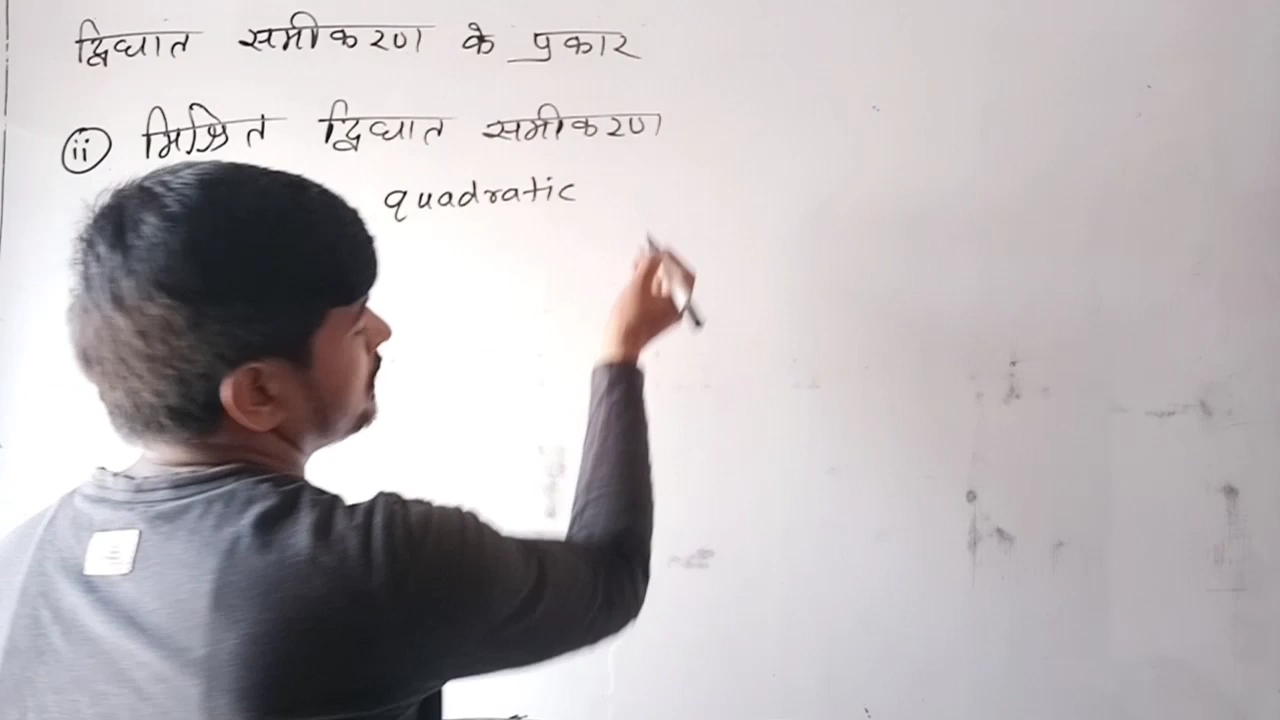 द्विघात समीकरण के प्रकार
(ii) मिश्रित द्विघात समीकरण
quadratic